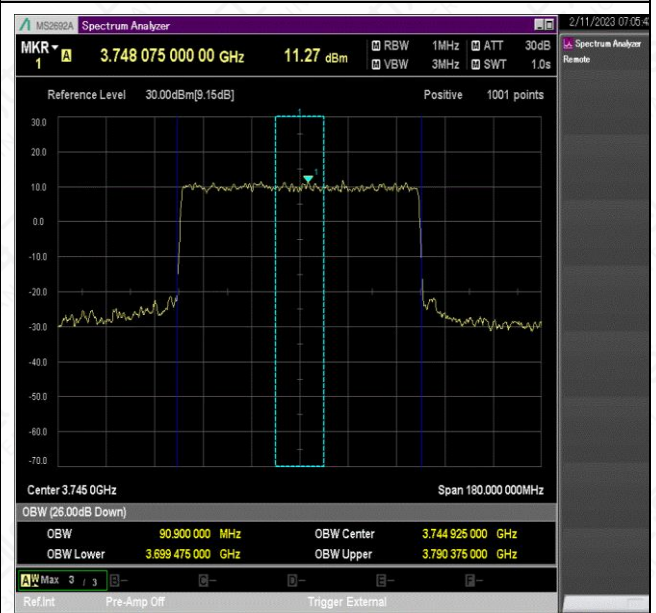 MS2692A Spectrum Analyzer
2/11/2023 07:05:42
MKR 1 A 3.748 075 000 00 GHz 11.27 dBm
M RBW 1MHz M ATT 30dB
M VBW 3MHz M SWT 1.0s
Spectrum Analyzer
Remote
Reference Level 30.00dBm[9.15dB] Positive 1001 points
1
30.0
20.0
1
10.0
0.0
-10.0
-20.0
-30.0
-40.0
-50.0
-60.0
-70.0
Center 3.745 0GHz Span 180.000 000MHz
OBW (26.00dB Down)
OBW 90.900 000 MHz OBW Center 3.744 925 000 GHz
OBW Lower 3.699 475 000 GHz OBW Upper 3.790 375 000 GHz
A W Max 3 / 3 B- C- D- E- F-
Ref.Int Pre-Amp Off Trigger External